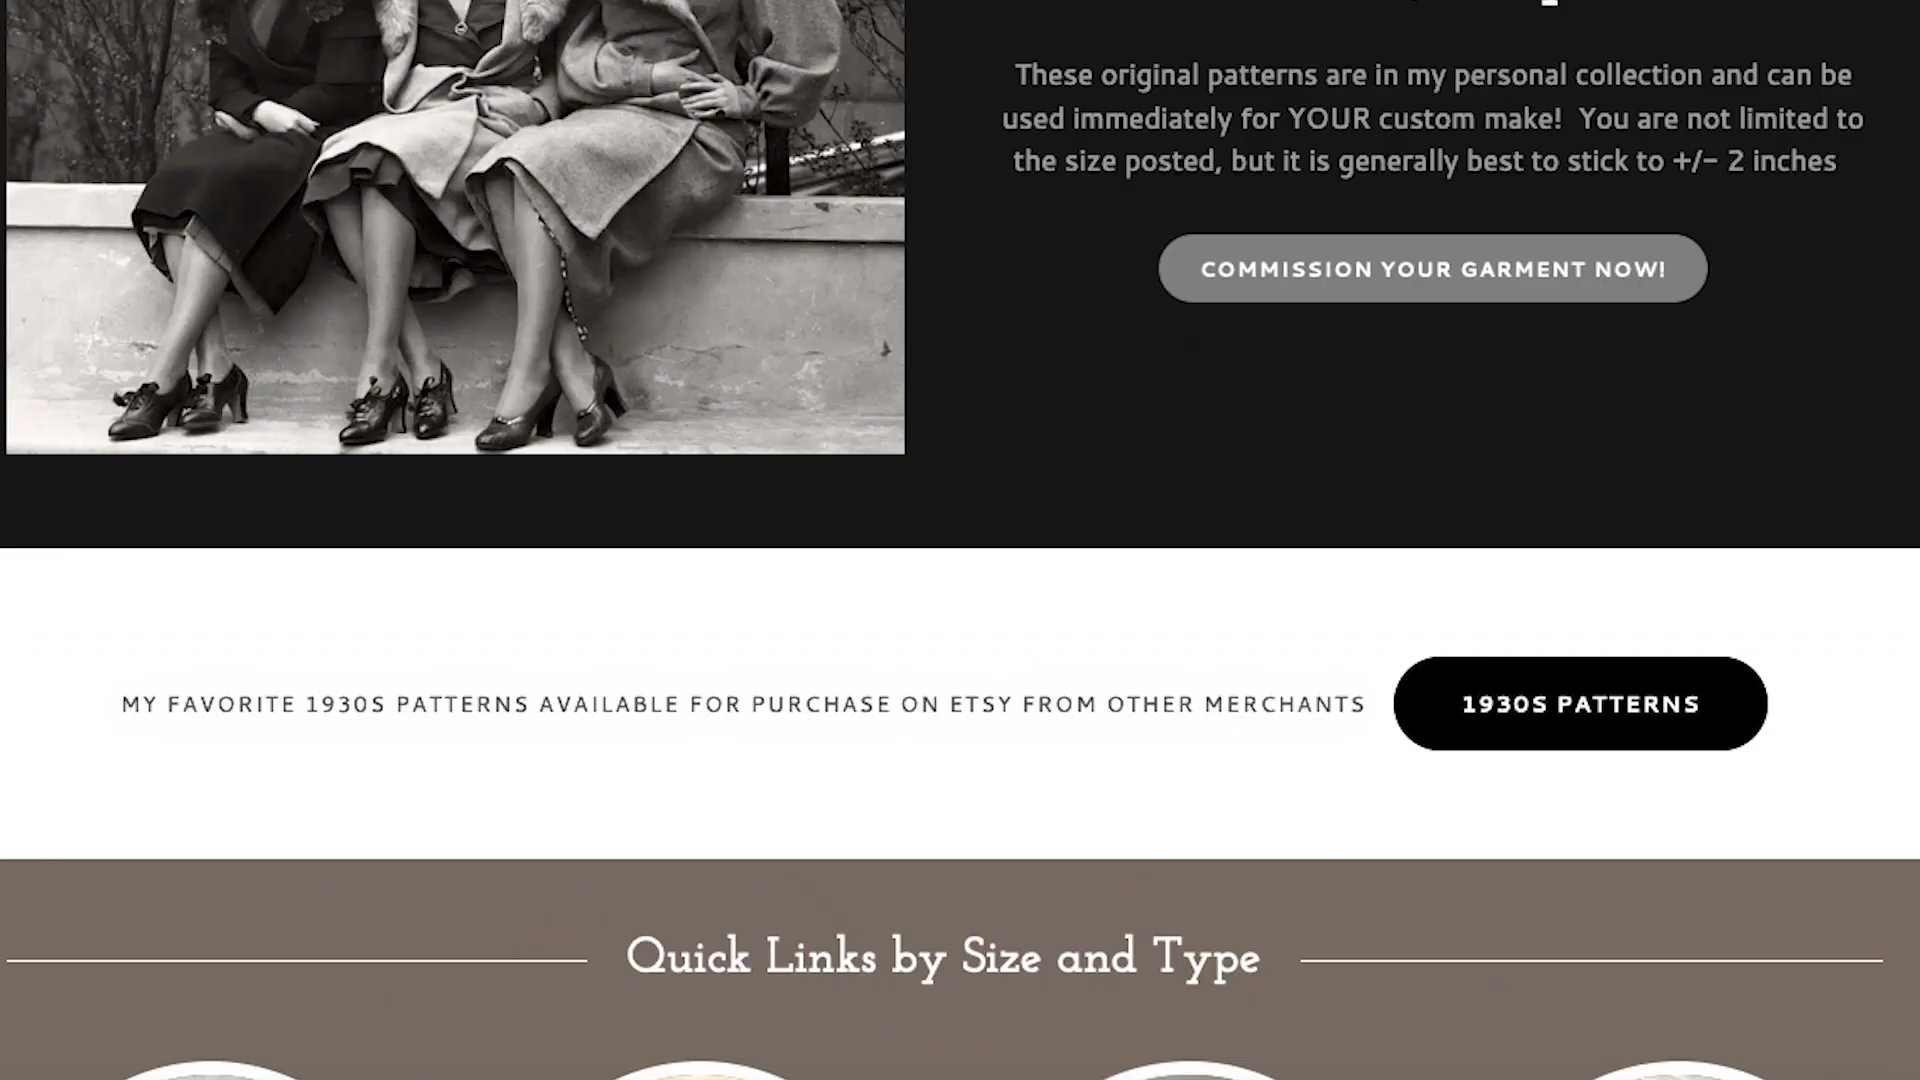 These original patterns are in my personal collection and can be
used immediately for YOUR custom make!  You are not limited to
the size posted, but it is generally best to stick to +/- 2 inches
COMMISSION YOUR GARMENT NOW!
MY FAVORITE 1930S PATTERNS AVAILABLE FOR PURCHASE ON ETSY FROM OTHER MERCHANTS
1930S PATTERNS
Quick Links by Size and Type